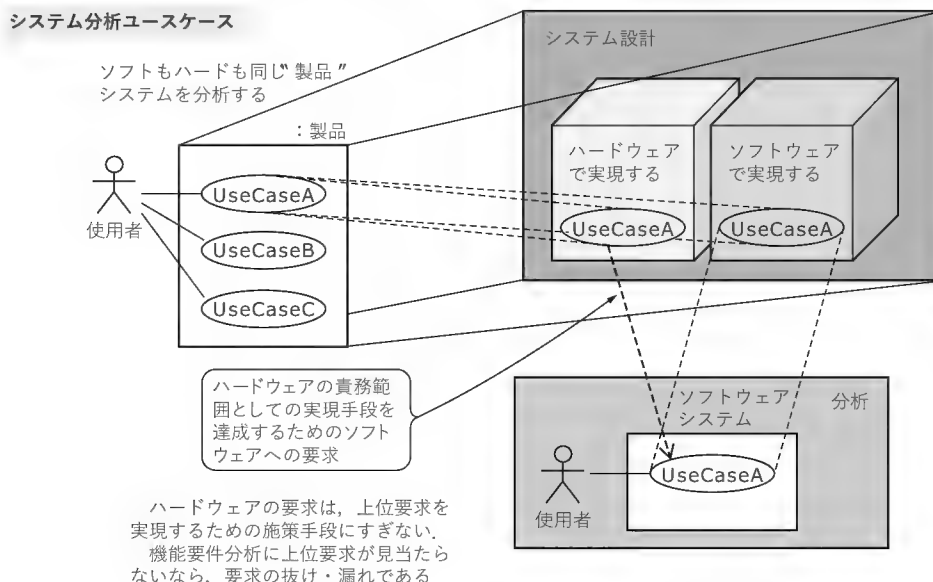 システム分析ユースケース
ソフトもハードも同じ〝製品〟
システムを分析する
：製品
UseCaseA
UseCaseB
UseCaseC
使用者
システム設計
ハードウェア
で実現する
UseCaseA
ソフトウェア
で実現する
UseCaseA
ハードウェアの責務範
囲としての実現手段を
達成するためのソフト
ウェアへの要求
ソフトウェア
システム
分析
UseCaseA
使用者
ハードウェアの要求は，上位要求を
実現するための施策手段にすぎない．
機能要件分析に上位要求が見当たら
ないなら，要求の抜け・漏れである